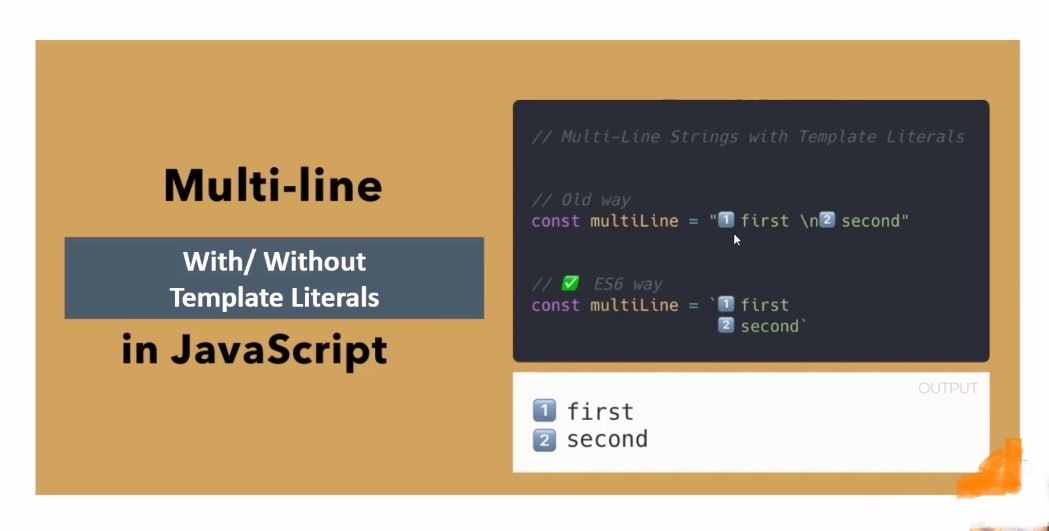 Multi-line
With/ Without
Template Literals
in JavaScript
// Multi-Line Strings with Template Literals
// Old way
const multiLine = "1️⃣ first \n2️⃣ second"
// ✅ ES6 way
const multiLine = `1️⃣ first
2️⃣ second`
OUTPUT
1️⃣ first
2️⃣ second